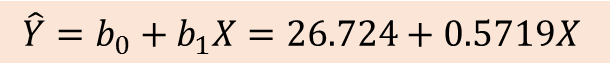 Ŷ = b₀ + b₁X = 26.724 + 0.5719X